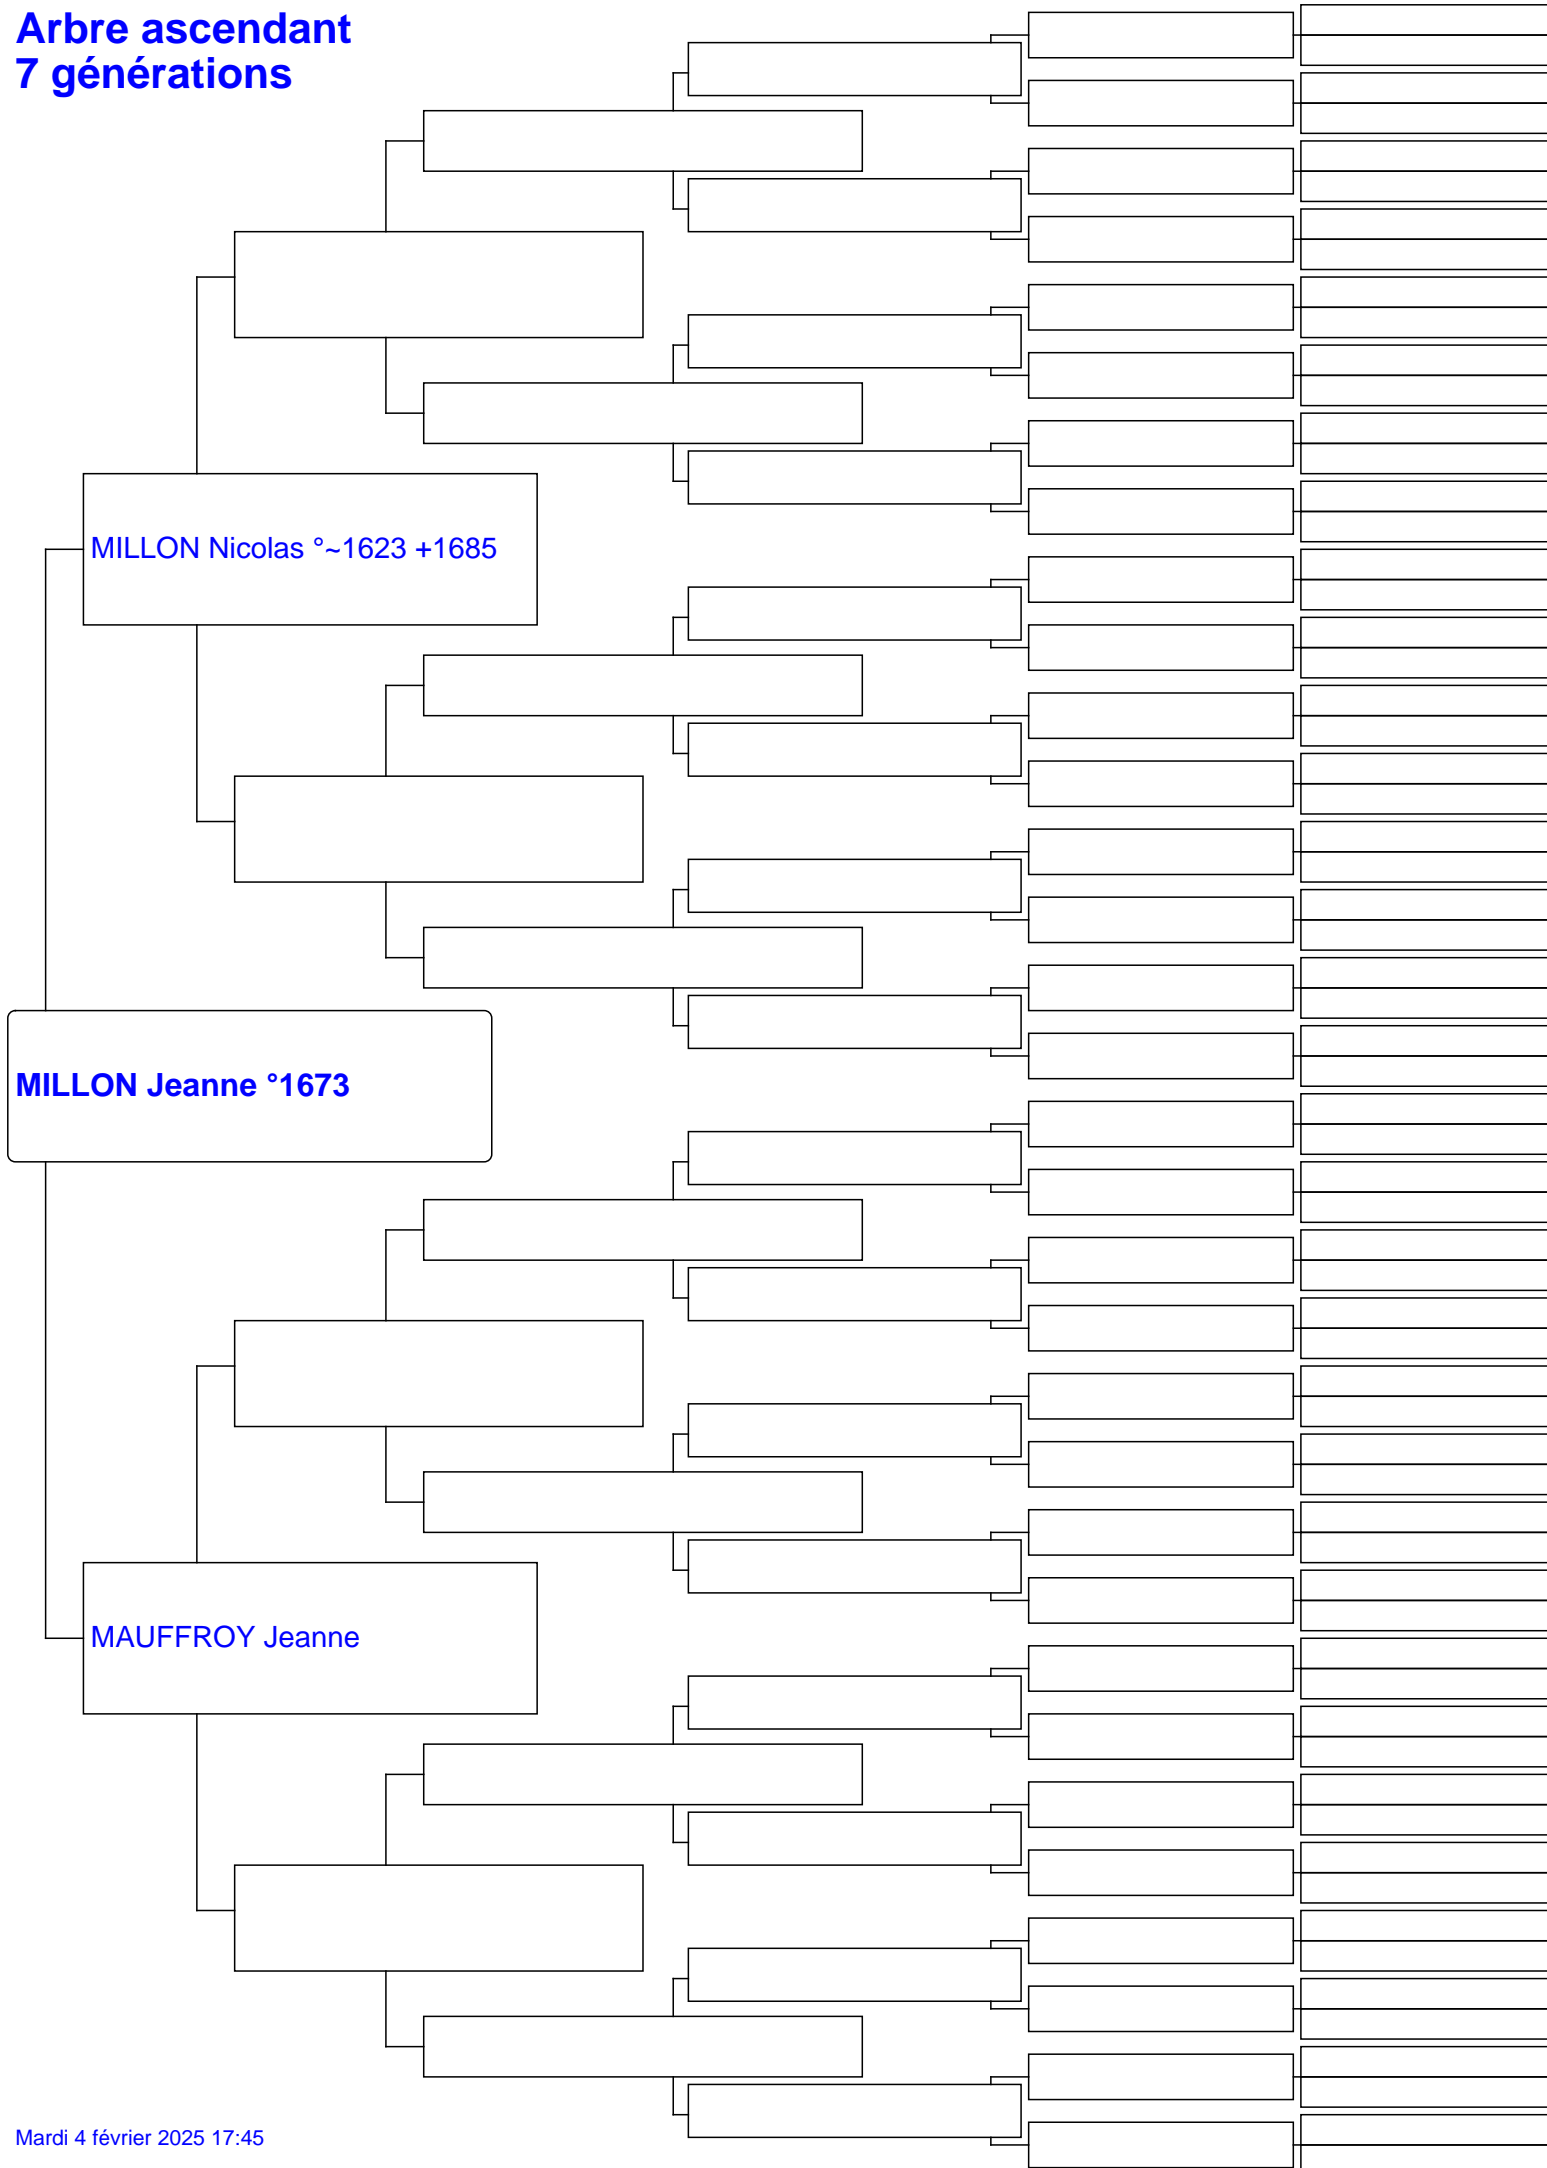 Arbre ascendant
7 générations
MILLON Nicolas °~1623 +1685
MILLON Jeanne °1673
MAUFFROY Jeanne
Mardi 4 février 2025 17:45